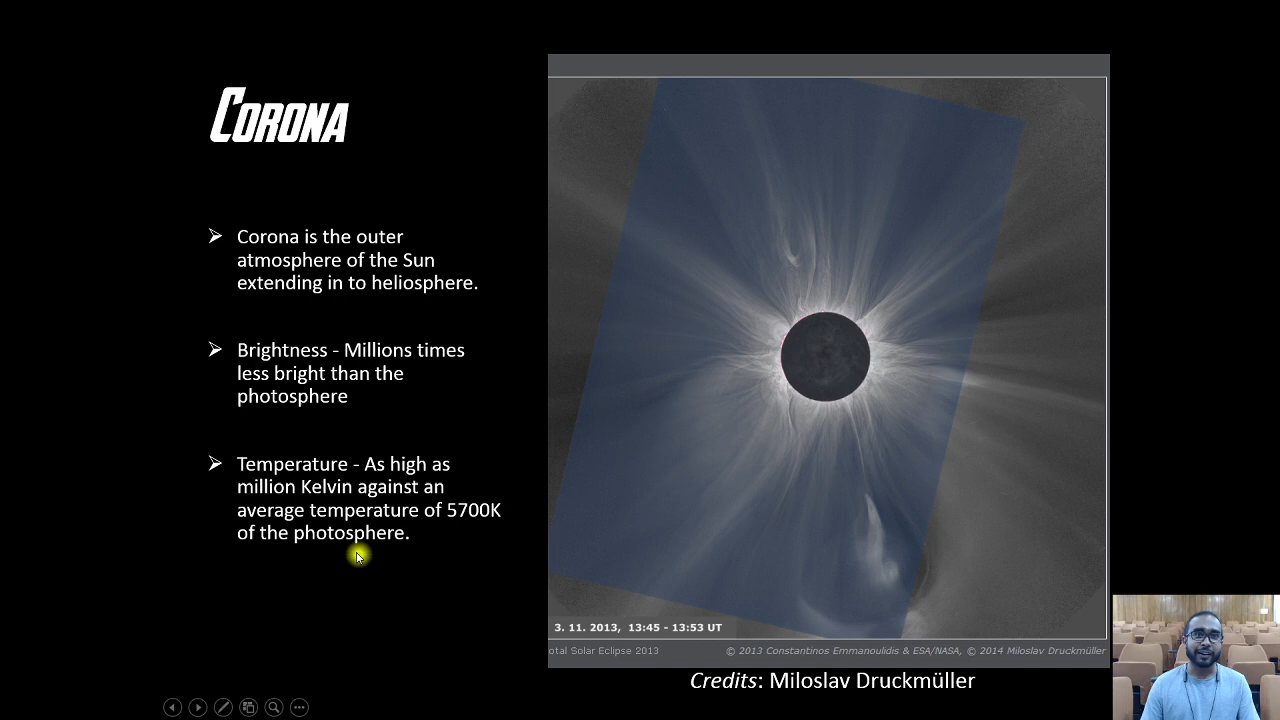 Corona
Corona is the outer
atmosphere of the Sun
extending in to heliosphere.
Brightness - Millions times
less bright than the
photosphere
Temperature - As high as
million Kelvin against an
average temperature of 5700K
of the photosphere.
3. 11. 2013, 13:45 - 13:53 UT
otal Solar Eclipse 2013
© 2013 Constantinos Emmanoulidis & ESA/NASA, © 2014 Miloslav Druckmüller
Credits: Miloslav Druckmüller